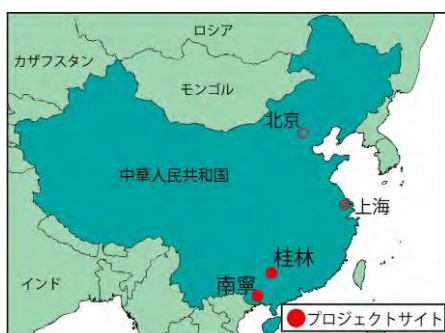 ロシア
カザフスタン
モンゴル
北京
中華人民共和国
上海
桂林
南寧
インド
プロジェクトサイト